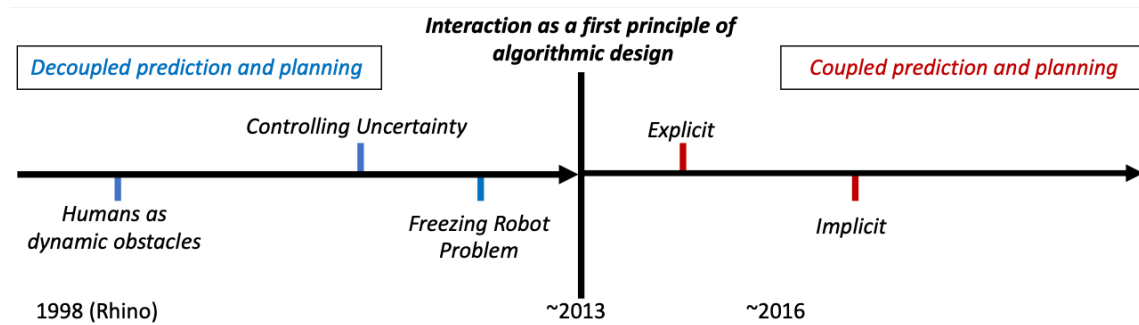 Interaction as a first principle of
algorithmic design
Decoupled prediction and planning
Coupled prediction and planning
Controlling Uncertainty
Explicit
Humans as
dynamic obstacles
Freezing Robot
Problem
Implicit
1998 (Rhino)
~2013
~2016